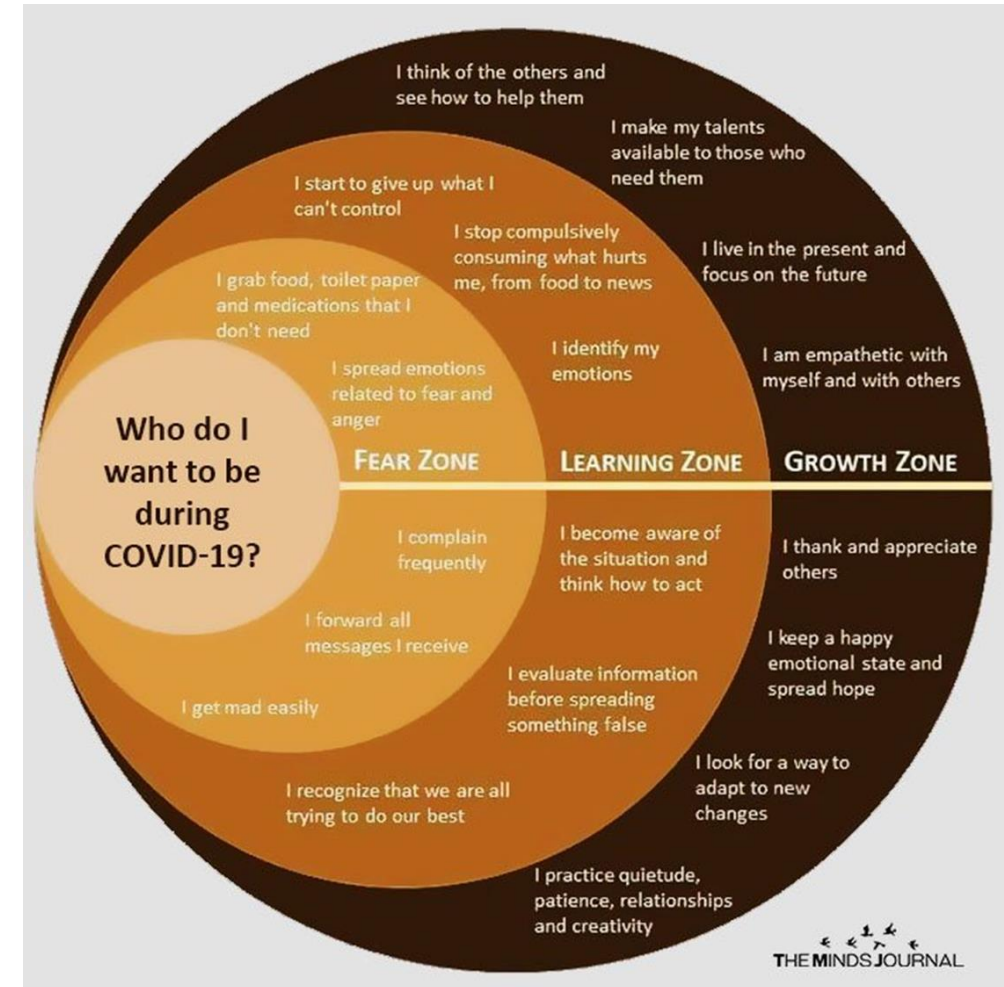 I think of the others and
see how to help them
I make my talents
available to those who
need them
I start to give up what I
can't control
I stop compulsively
consuming what hurts
me, from food to news
I live in the present and
focus on the future
I grab food, toilet paper
and medications that I
don't need
I identify my
emotions
I am empathetic with
myself and with others
I spread emotions
related to fear and
anger
Who do I
want to be
during
COVID-19?
FEAR ZONE
LEARNING ZONE
GROWTH ZONE
I complain
frequently
I become aware of
the situation and
think how to act
I thank and appreciate
others
I forward all
messages I receive
I keep a happy
emotional state and
spread hope
I evaluate information
before spreading
something false
I get mad easily
I look for a way to
adapt to new
changes
I recognize that we are all
trying to do our best
I practice quietude,
patience, relationships
and creativity
THEMINDSJOURNAL